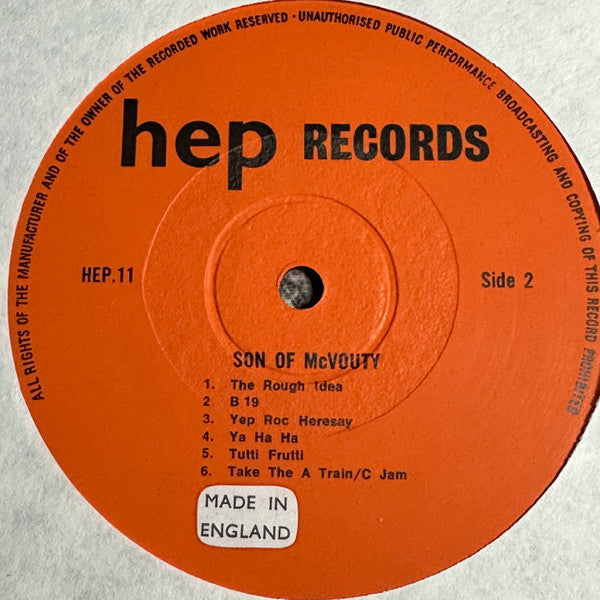 ALL RIGHTS OF THE MANUFACTURER AND OF THE OWNER OF THE RECORDED WORK RESERVED · UNAUTHORISED PUBLIC PERFORMANCE BROADCASTING AND COPYING OF THIS RECORD PROHIBITED
hep RECORDS
HEP.11
Side 2
SON OF McVOUTY
1. The Rough Idea
2. B 19
3. Yep Roc Heresay
4. Ya Ha Ha
5. Tutti Frutti
6. Take The A Train/C Jam
MADE IN
ENGLAND